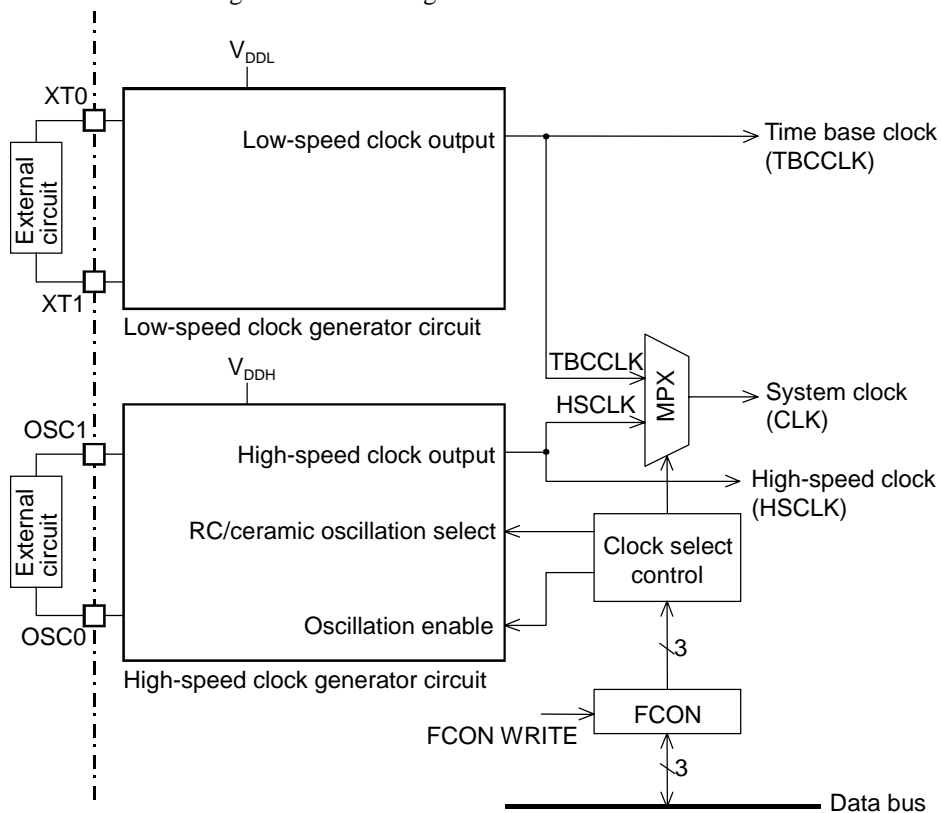 V_DDL
XT0
External
circuit
XT1
Low-speed clock output
Time base clock
(TBCCLK)
Low-speed clock generator circuit
V_DDH
TBCCLK
HSCLK
MPX
System clock
(CLK)
OSC1
External
circuit
OSC0
High-speed clock output
High-speed clock
(HSCLK)
RC/ceramic oscillation select
Clock select
control
Oscillation enable
3
High-speed clock generator circuit
FCON
FCON WRITE
3
Data bus